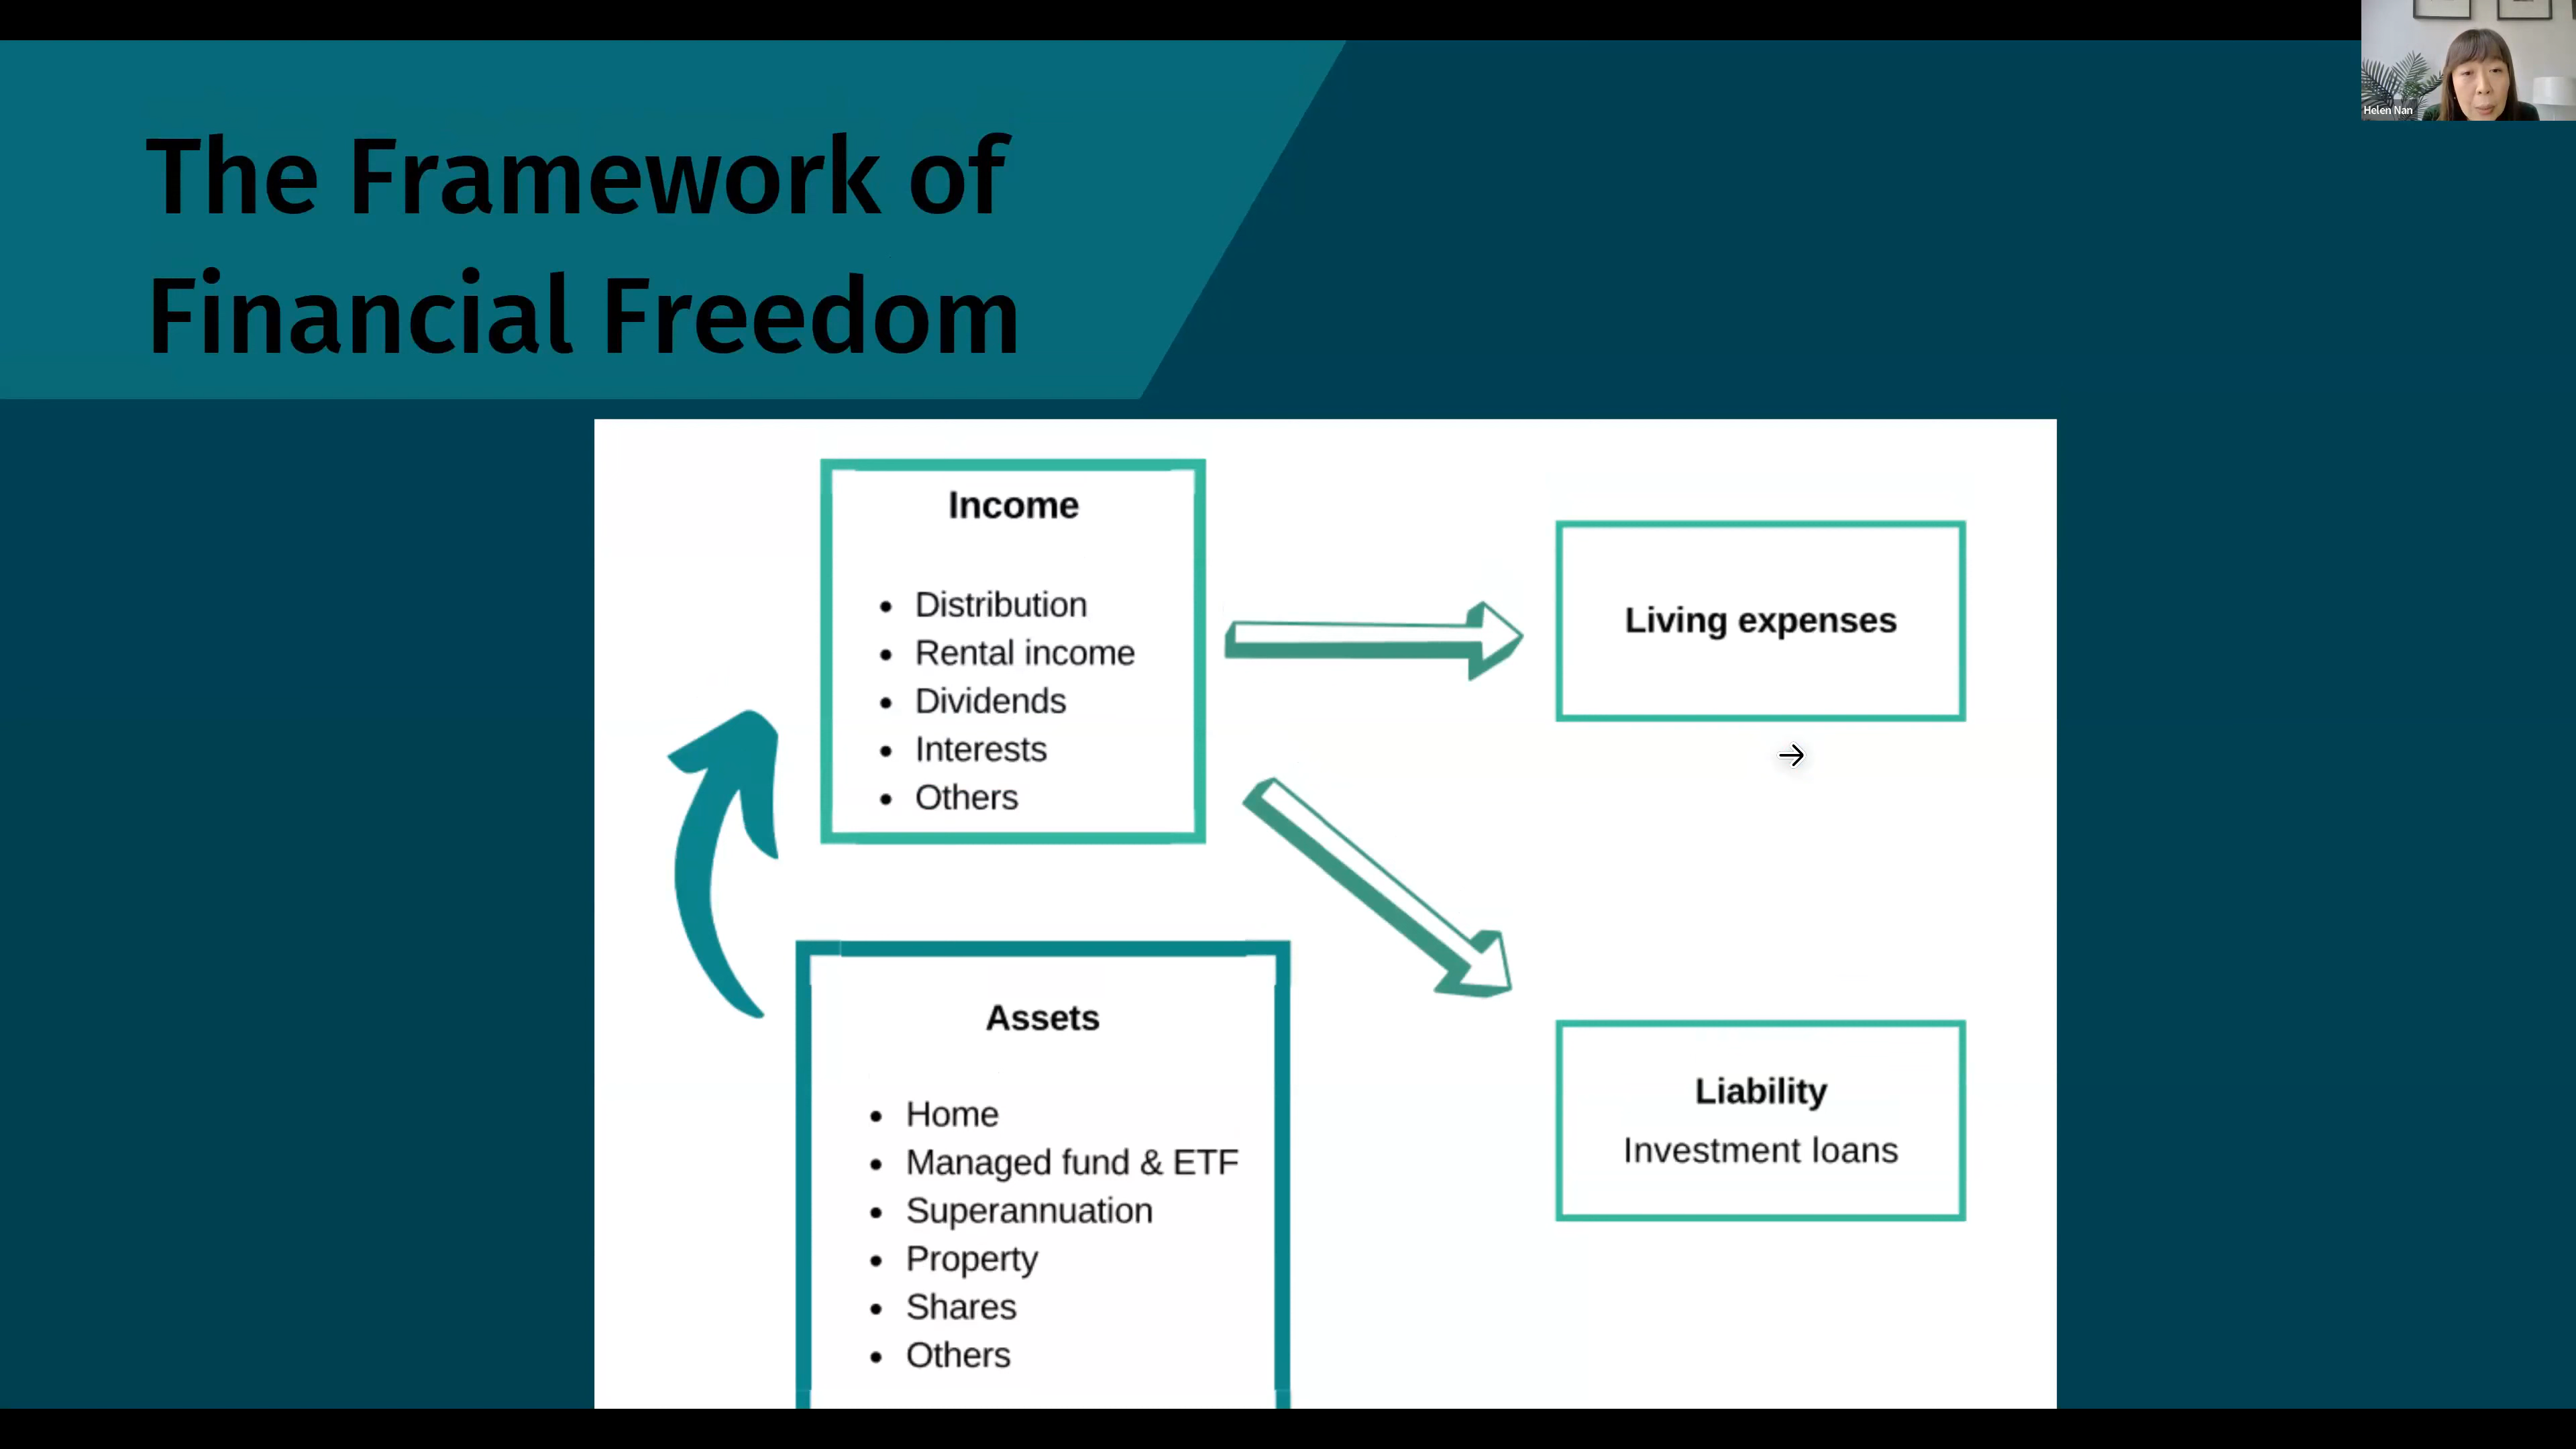 Helen Nan
The Framework of
Financial Freedom
Income
• Distribution
• Rental income
• Dividends
• Interests
• Others
Living expenses
Assets
• Home
• Managed fund & ETF
• Superannuation
• Property
• Shares
• Others
Liability
Investment loans